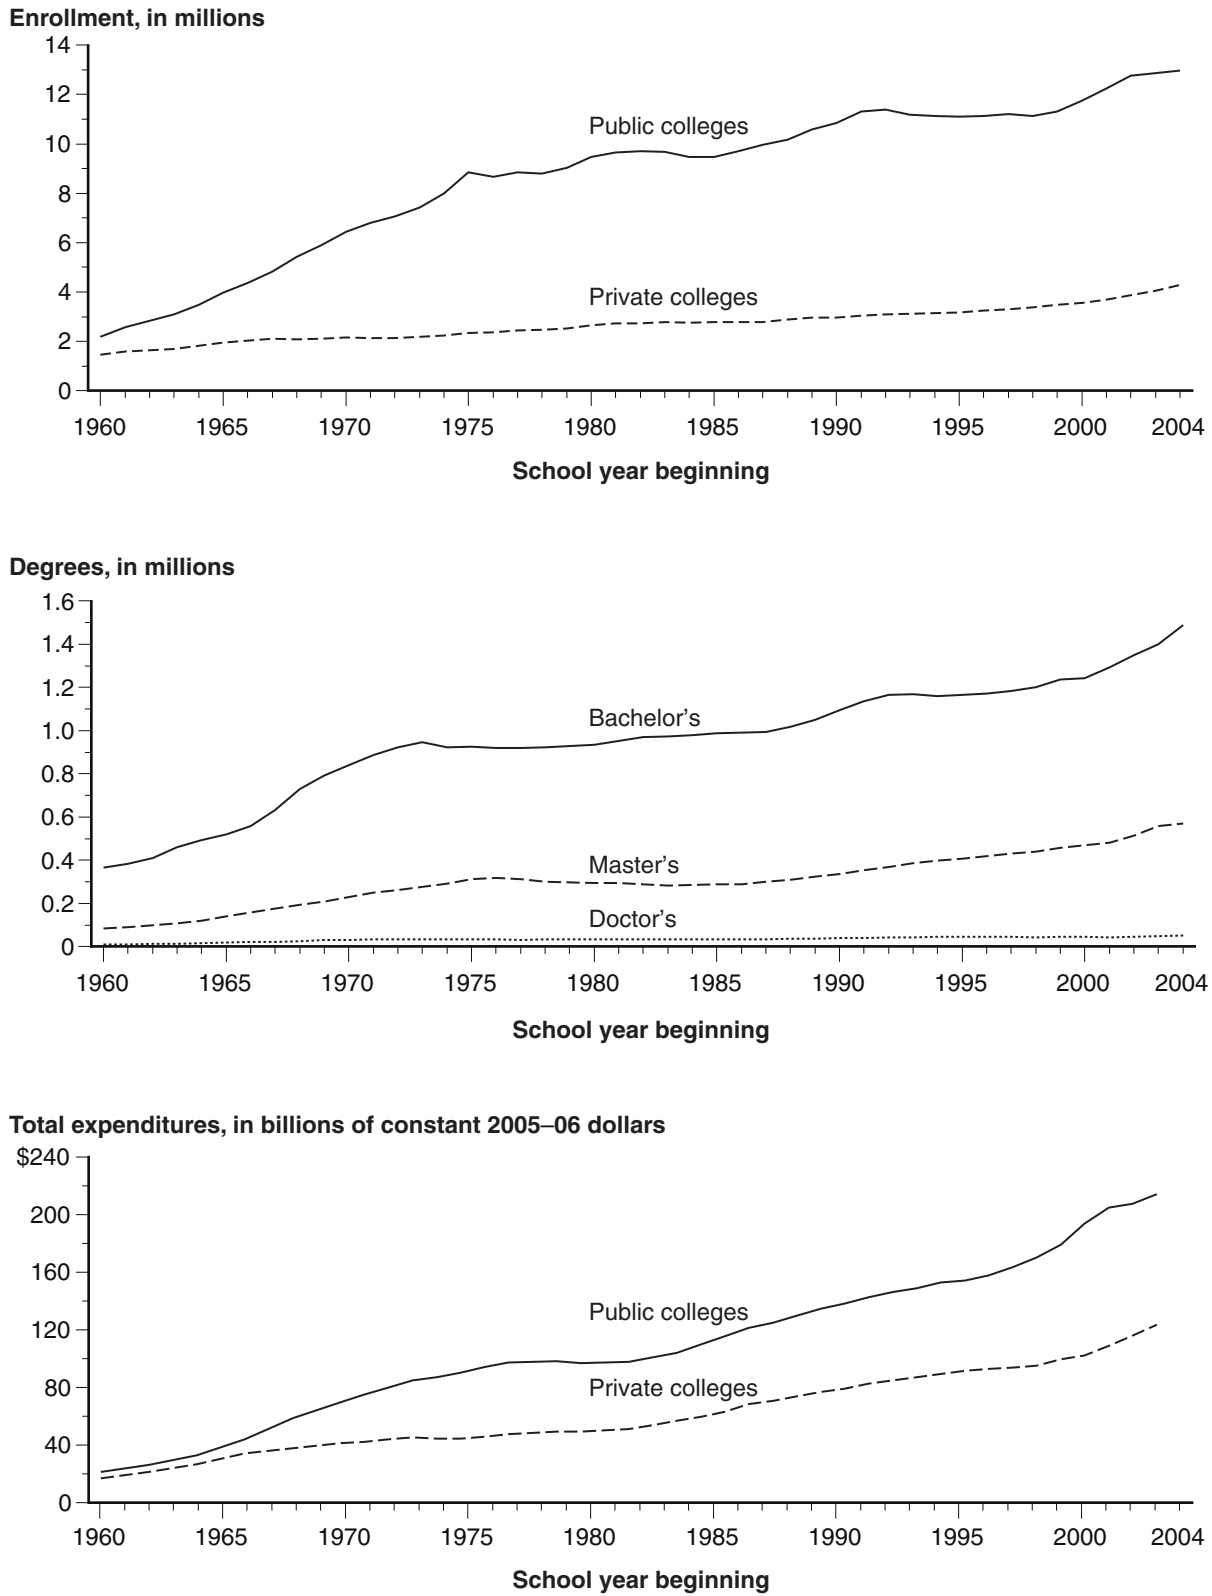 Enrollment, in millions
14
12
10
8
6
4
2
0
Public colleges
Private colleges
1960 1965 1970 1975 1980 1985 1990 1995 2000 2004
School year beginning
Degrees, in millions
1.6
1.4
1.2
1.0
0.8
0.6
0.4
0.2
0
Bachelor’s
Master’s
Doctor’s
1960 1965 1970 1975 1980 1985 1990 1995 2000 2004
School year beginning
Total expenditures, in billions of constant 2005–06 dollars
$240
200
160
120
80
40
0
Public colleges
Private colleges
1960 1965 1970 1975 1980 1985 1990 1995 2000 2004
School year beginning